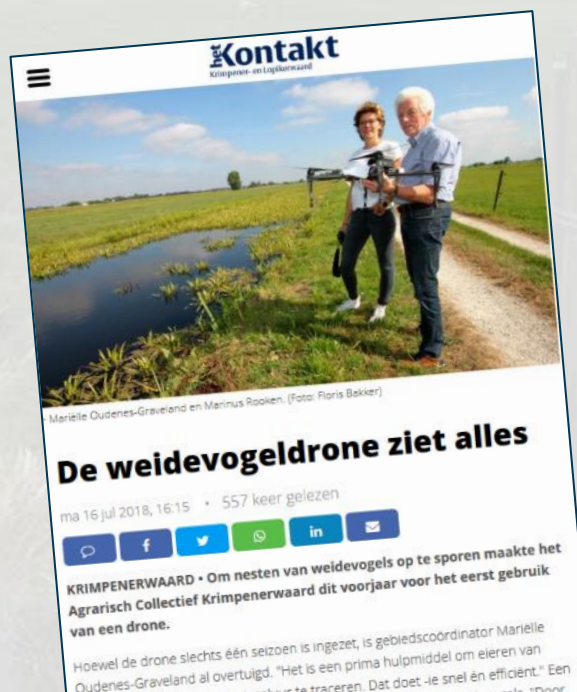 het Kontakt
Krimpener- en Lopikerwaard
- Mariëlle Oudenes-Graveland en Marinus Rooken. (Foto: Floris Bakker)
De weidevogeldrone ziet alles
ma 16 jul 2018, 16:15 • 557 keer gelezen
f
in
KRIMPENERWAARD • Om nesten van weidevogels op te sporen maakte het
Agrarisch Collectief Krimpenerwaard dit voorjaar voor het eerst gebruik
van een drone.
Hoewel de drone slechts één seizoen is ingezet, is gebiedscoördinator Mariëlle
Oudenes-Graveland al overtuigd. "Het is een prima hulpmiddel om eieren van
te traceren. Dat doet -ie snel én efficiënt." Een
"Door